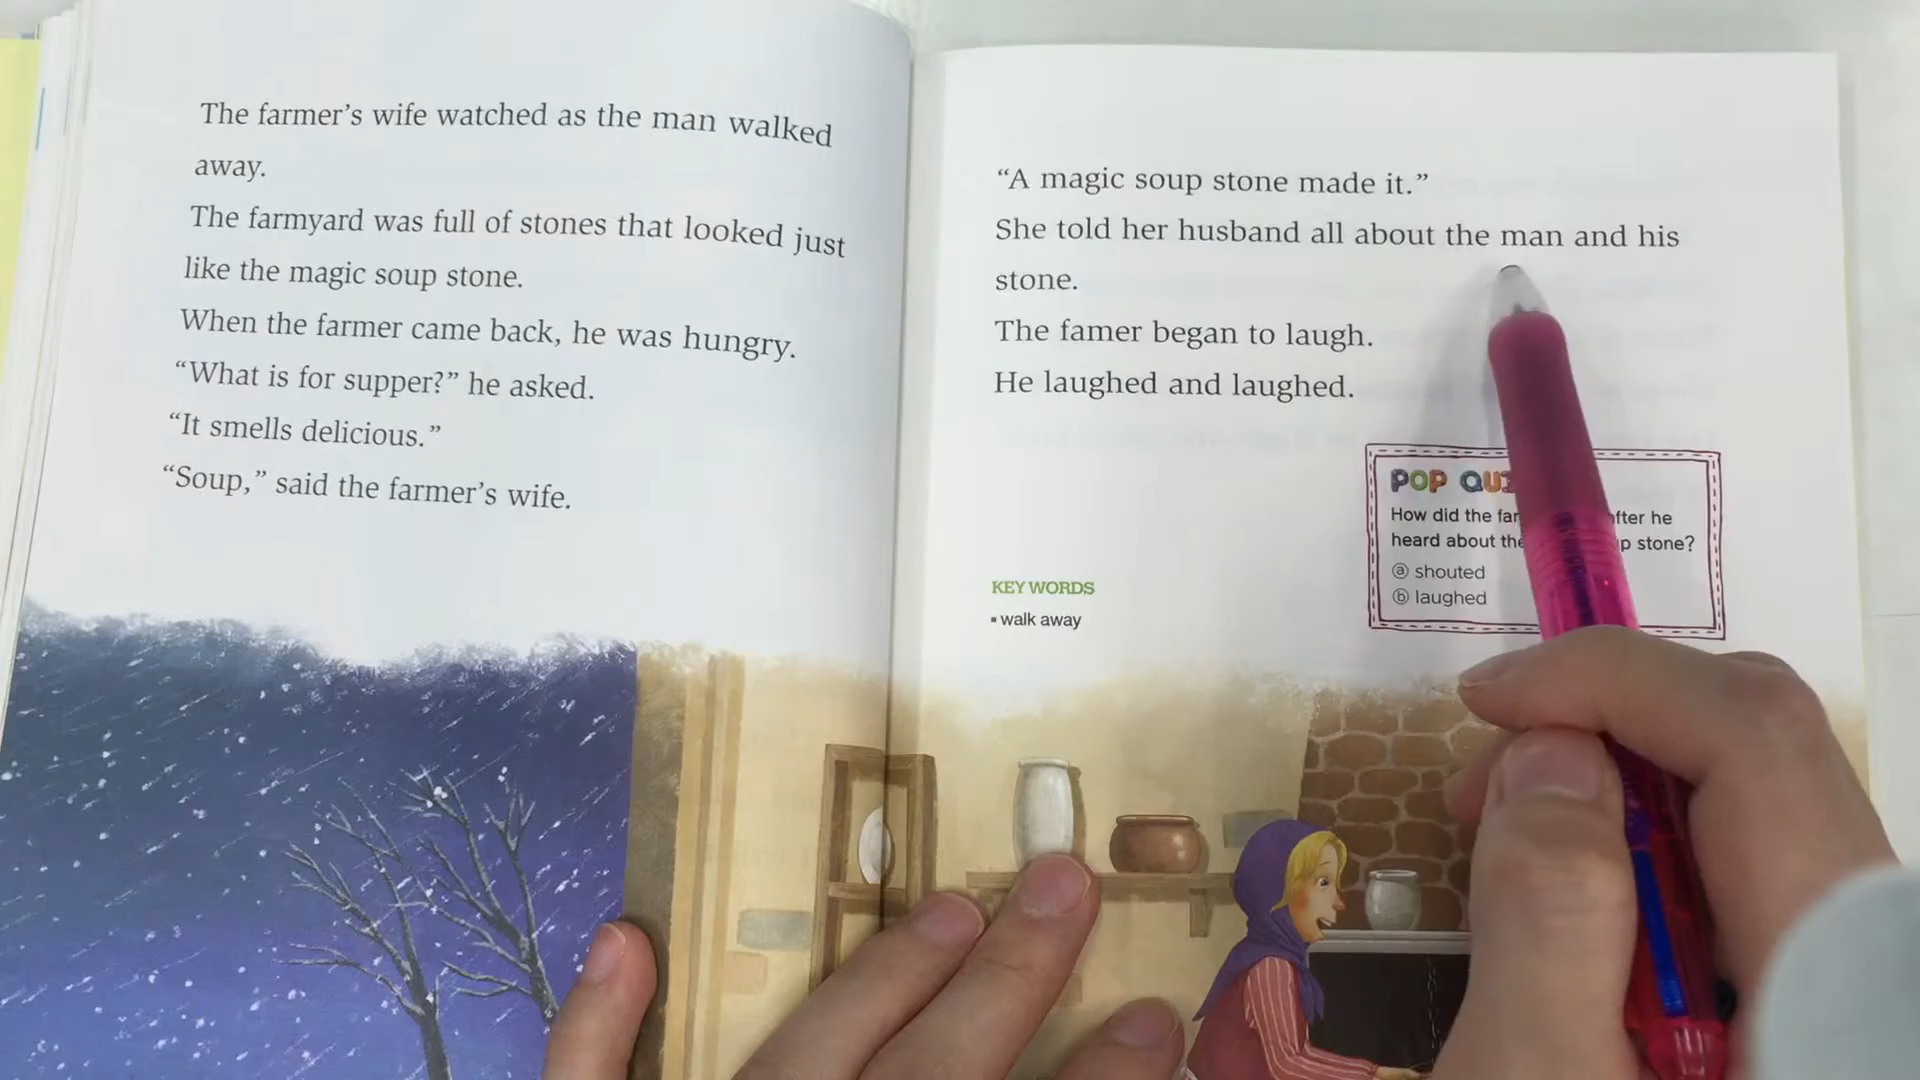 The farmer's wife watched as the man walked
away.
The farmyard was full of stones that looked just
like the magic soup stone.
When the farmer came back, he was hungry.
“What is for supper?” he asked.
“It smells delicious.”
“Soup,” said the farmer's wife.
“A magic soup stone made it.”
She told her husband all about the man and his
stone.
The famer began to laugh.
He laughed and laughed.
POP
How did the after he
heard about stone?
ⓐ shouted
ⓑ laughed
KEY WORDS
▪ walk away